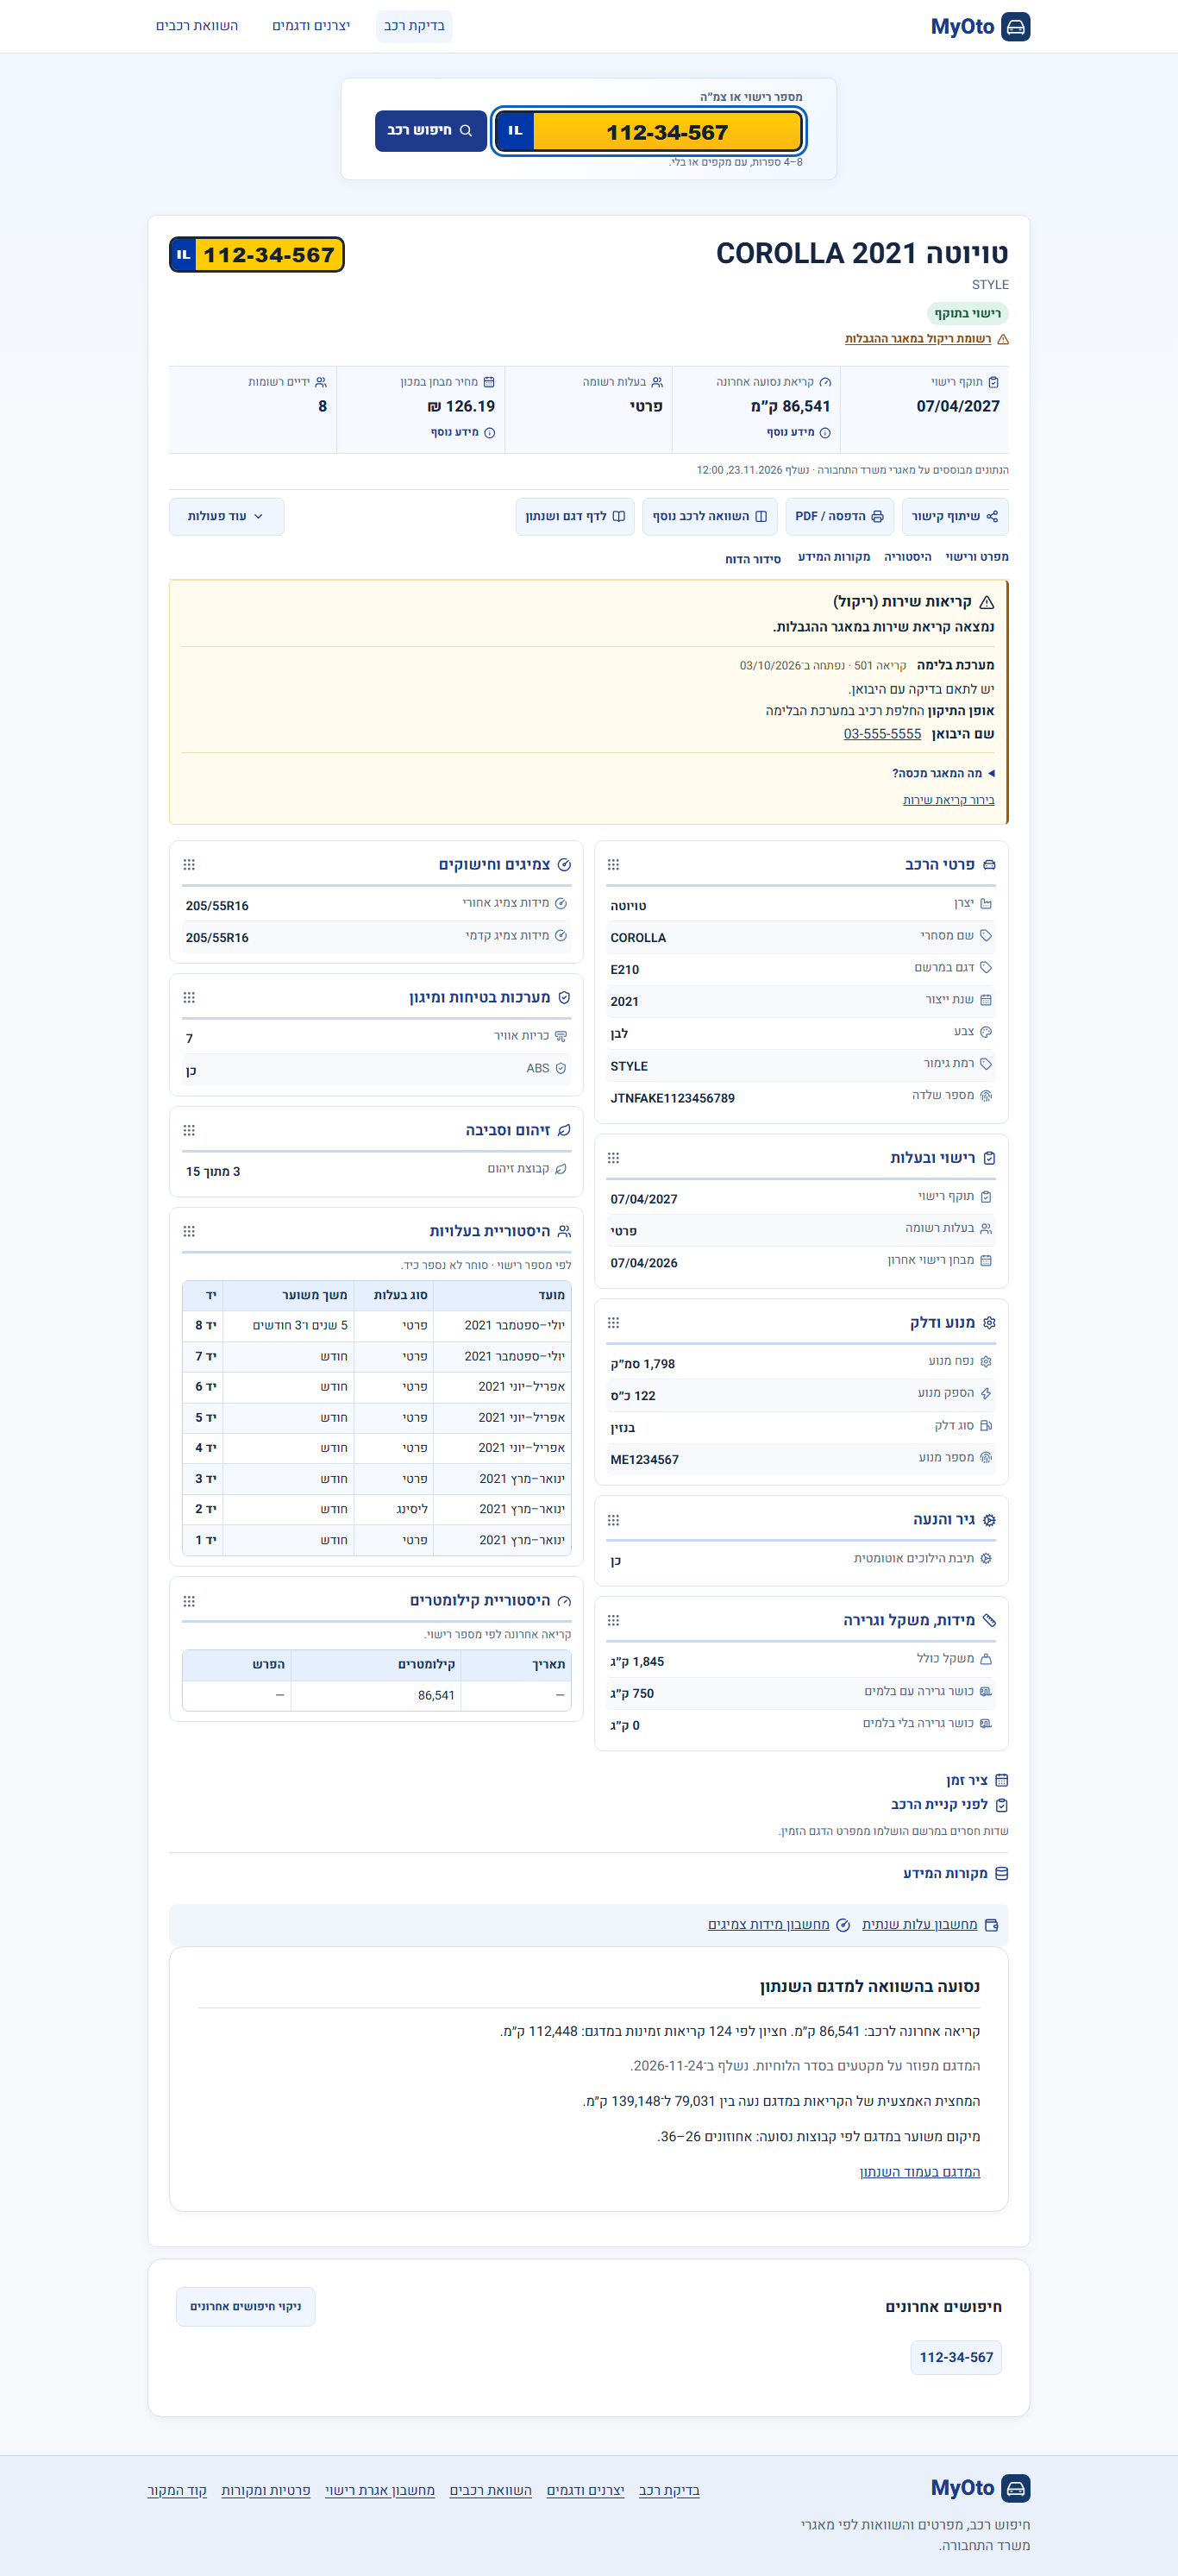 MyOto
בדיקת רכב
יצרנים ודגמים
השוואת רכבים
מספר רישוי או צמ״ה
112-34-567
IL
חיפוש רכב
4–8 ספרות, עם מקפים או בלי.
טויוטה COROLLA 2021
112-34-567
IL
STYLE
רישוי בתוקף
רשומת ריקול במאגר ההגבלות
תוקף רישוי
07/04/2027
קריאת נסועה אחרונה
86,541 ק״מ
מידע נוסף
בעלות רשומה
פרטי
מחיר מבחן במכון
126.19 ₪
מידע נוסף
ידיים רשומות
8
הנתונים מבוססים על מאגרי משרד התחבורה · נשלף 23.11.2026, 12:00
שיתוף קישור
הדפסה / PDF
השוואה לרכב נוסף
לדף דגם ושנתון
עוד פעולות
מפרט ורישוי
היסטוריה
מקורות המידע
סידור הדוח
קריאות שירות (ריקול)
נמצאה קריאת שירות במאגר ההגבלות.
מערכת בלימה קריאה 501 · נפתחה ב־03/10/2026
יש לתאם בדיקה עם היבואן.
אופן התיקון החלפת רכיב במערכת הבלימה
שם היבואן 03-555-5555
מה המאגר מכסה?
בירור קריאת שירות
פרטי הרכב
יצרן טויוטה
שם מסחרי COROLLA
דגם במרשם E210
שנת ייצור 2021
צבע לבן
רמת גימור STYLE
מספר שלדה JTNFAKE1123456789
רישוי ובעלות
תוקף רישוי 07/04/2027
בעלות רשומה פרטי
מבחן רישוי אחרון 07/04/2026
מנוע ודלק
נפח מנוע 1,798 סמ״ק
הספק מנוע 122 כ״ס
סוג דלק בנזין
מספר מנוע ME1234567
גיר והנעה
תיבת הילוכים אוטומטית כן
מידות, משקל וגרירה
משקל כולל 1,845 ק״ג
כושר גרירה עם בלמים 750 ק״ג
כושר גרירה בלי בלמים 0 ק״ג
צמיגים וחישוקים
מידות צמיג אחורי 205/55R16
מידות צמיג קדמי 205/55R16
מערכות בטיחות ומיגון
כריות אוויר 7
ABS כן
זיהום וסביבה
קבוצת זיהום 3 מתוך 15
היסטוריית בעלויות
לפי מספר רישוי · סוחר לא נספר כיד.
מועד סוג בעלות משך משוער יד
יולי–ספטמבר 2021 פרטי 5 שנים ו־3 חודשים יד 8
יולי–ספטמבר 2021 פרטי חודש יד 7
אפריל–יוני 2021 פרטי חודש יד 6
אפריל–יוני 2021 פרטי חודש יד 5
אפריל–יוני 2021 פרטי חודש יד 4
ינואר–מרץ 2021 פרטי חודש יד 3
ינואר–מרץ 2021 ליסינג חודש יד 2
ינואר–מרץ 2021 פרטי חודש יד 1
היסטוריית קילומטרים
קריאה אחרונה לפי מספר רישוי.
תאריך קילומטרים הפרש
— 86,541 —
ציר זמן
לפני קניית הרכב
שדות חסרים במרשם הושלמו ממפרט הדגם הזמין.
מקורות המידע
מחשבון עלות שנתית
מחשבון מידות צמיגים
נסועה בהשוואה למדגם השנתון
קריאה אחרונה לרכב: 86,541 ק״מ. חציון לפי 124 קריאות זמינות במדגם: 112,448 ק״מ.
המדגם מפוזר על מקטעים בסדר הלוחיות. נשלף ב־2026-11-24.
המחצית האמצעית של הקריאות במדגם נעה בין 79,031 ל־139,148 ק״מ.
מיקום משוער במדגם לפי קבוצות נסועה: אחוזונים 26–36.
המדגם בעמוד השנתון
חיפושים אחרונים
ניקוי חיפושים אחרונים
112-34-567
MyOto
חיפוש רכב, מפרטים והשוואות לפי מאגרי
משרד התחבורה.
בדיקת רכב
יצרנים ודגמים
השוואת רכבים
מחשבון אגרת רישוי
פרטיות ומקורות
קוד המקור